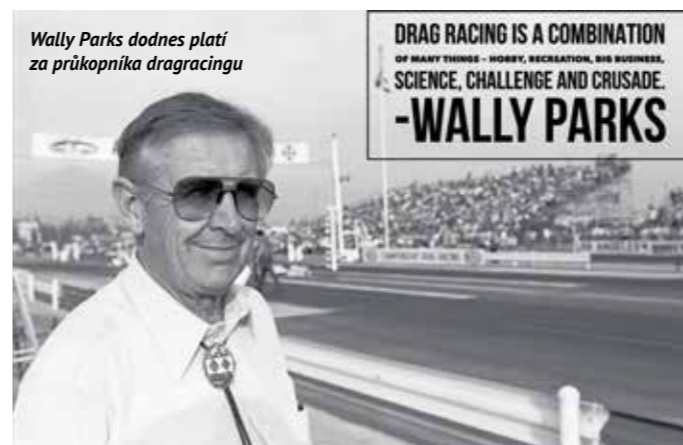 Wally Parks dodnes platí
za průkopníka dragracingu
DRAG RACING IS A COMBINATION
OF MANY THINGS – HOBBY, RECREATION, BIG BUSINESS,
SCIENCE, CHALLENGE AND CRUSADE.
-WALLY PARKS